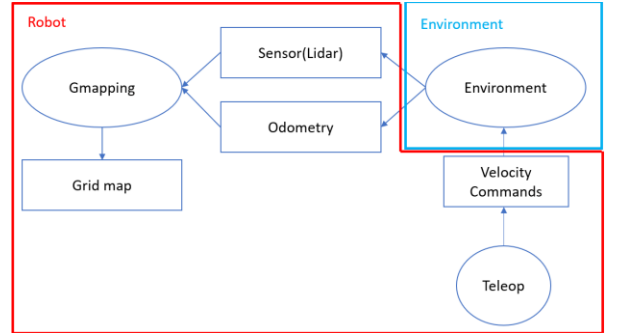 Robot
Environment
Sensor(Lidar)
Gmapping
Environment
Odometry
Grid map
Velocity
Commands
Teleop